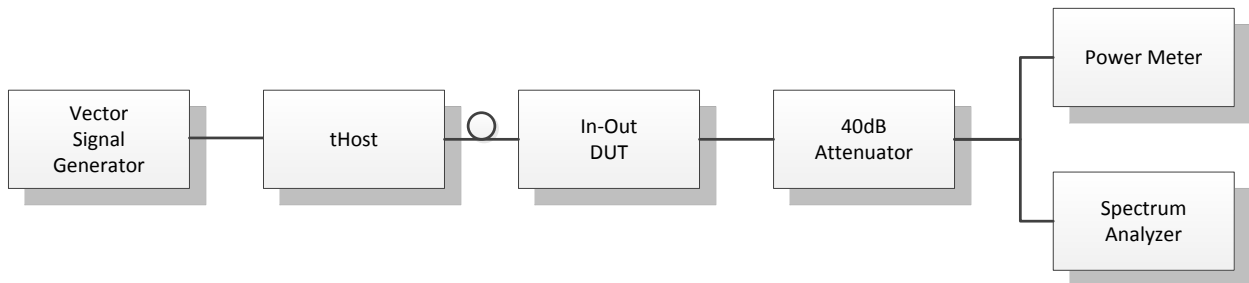 Vector
Signal
Generator
tHost
In-Out
DUT
40dB
Attenuator
Power Meter
Spectrum
Analyzer